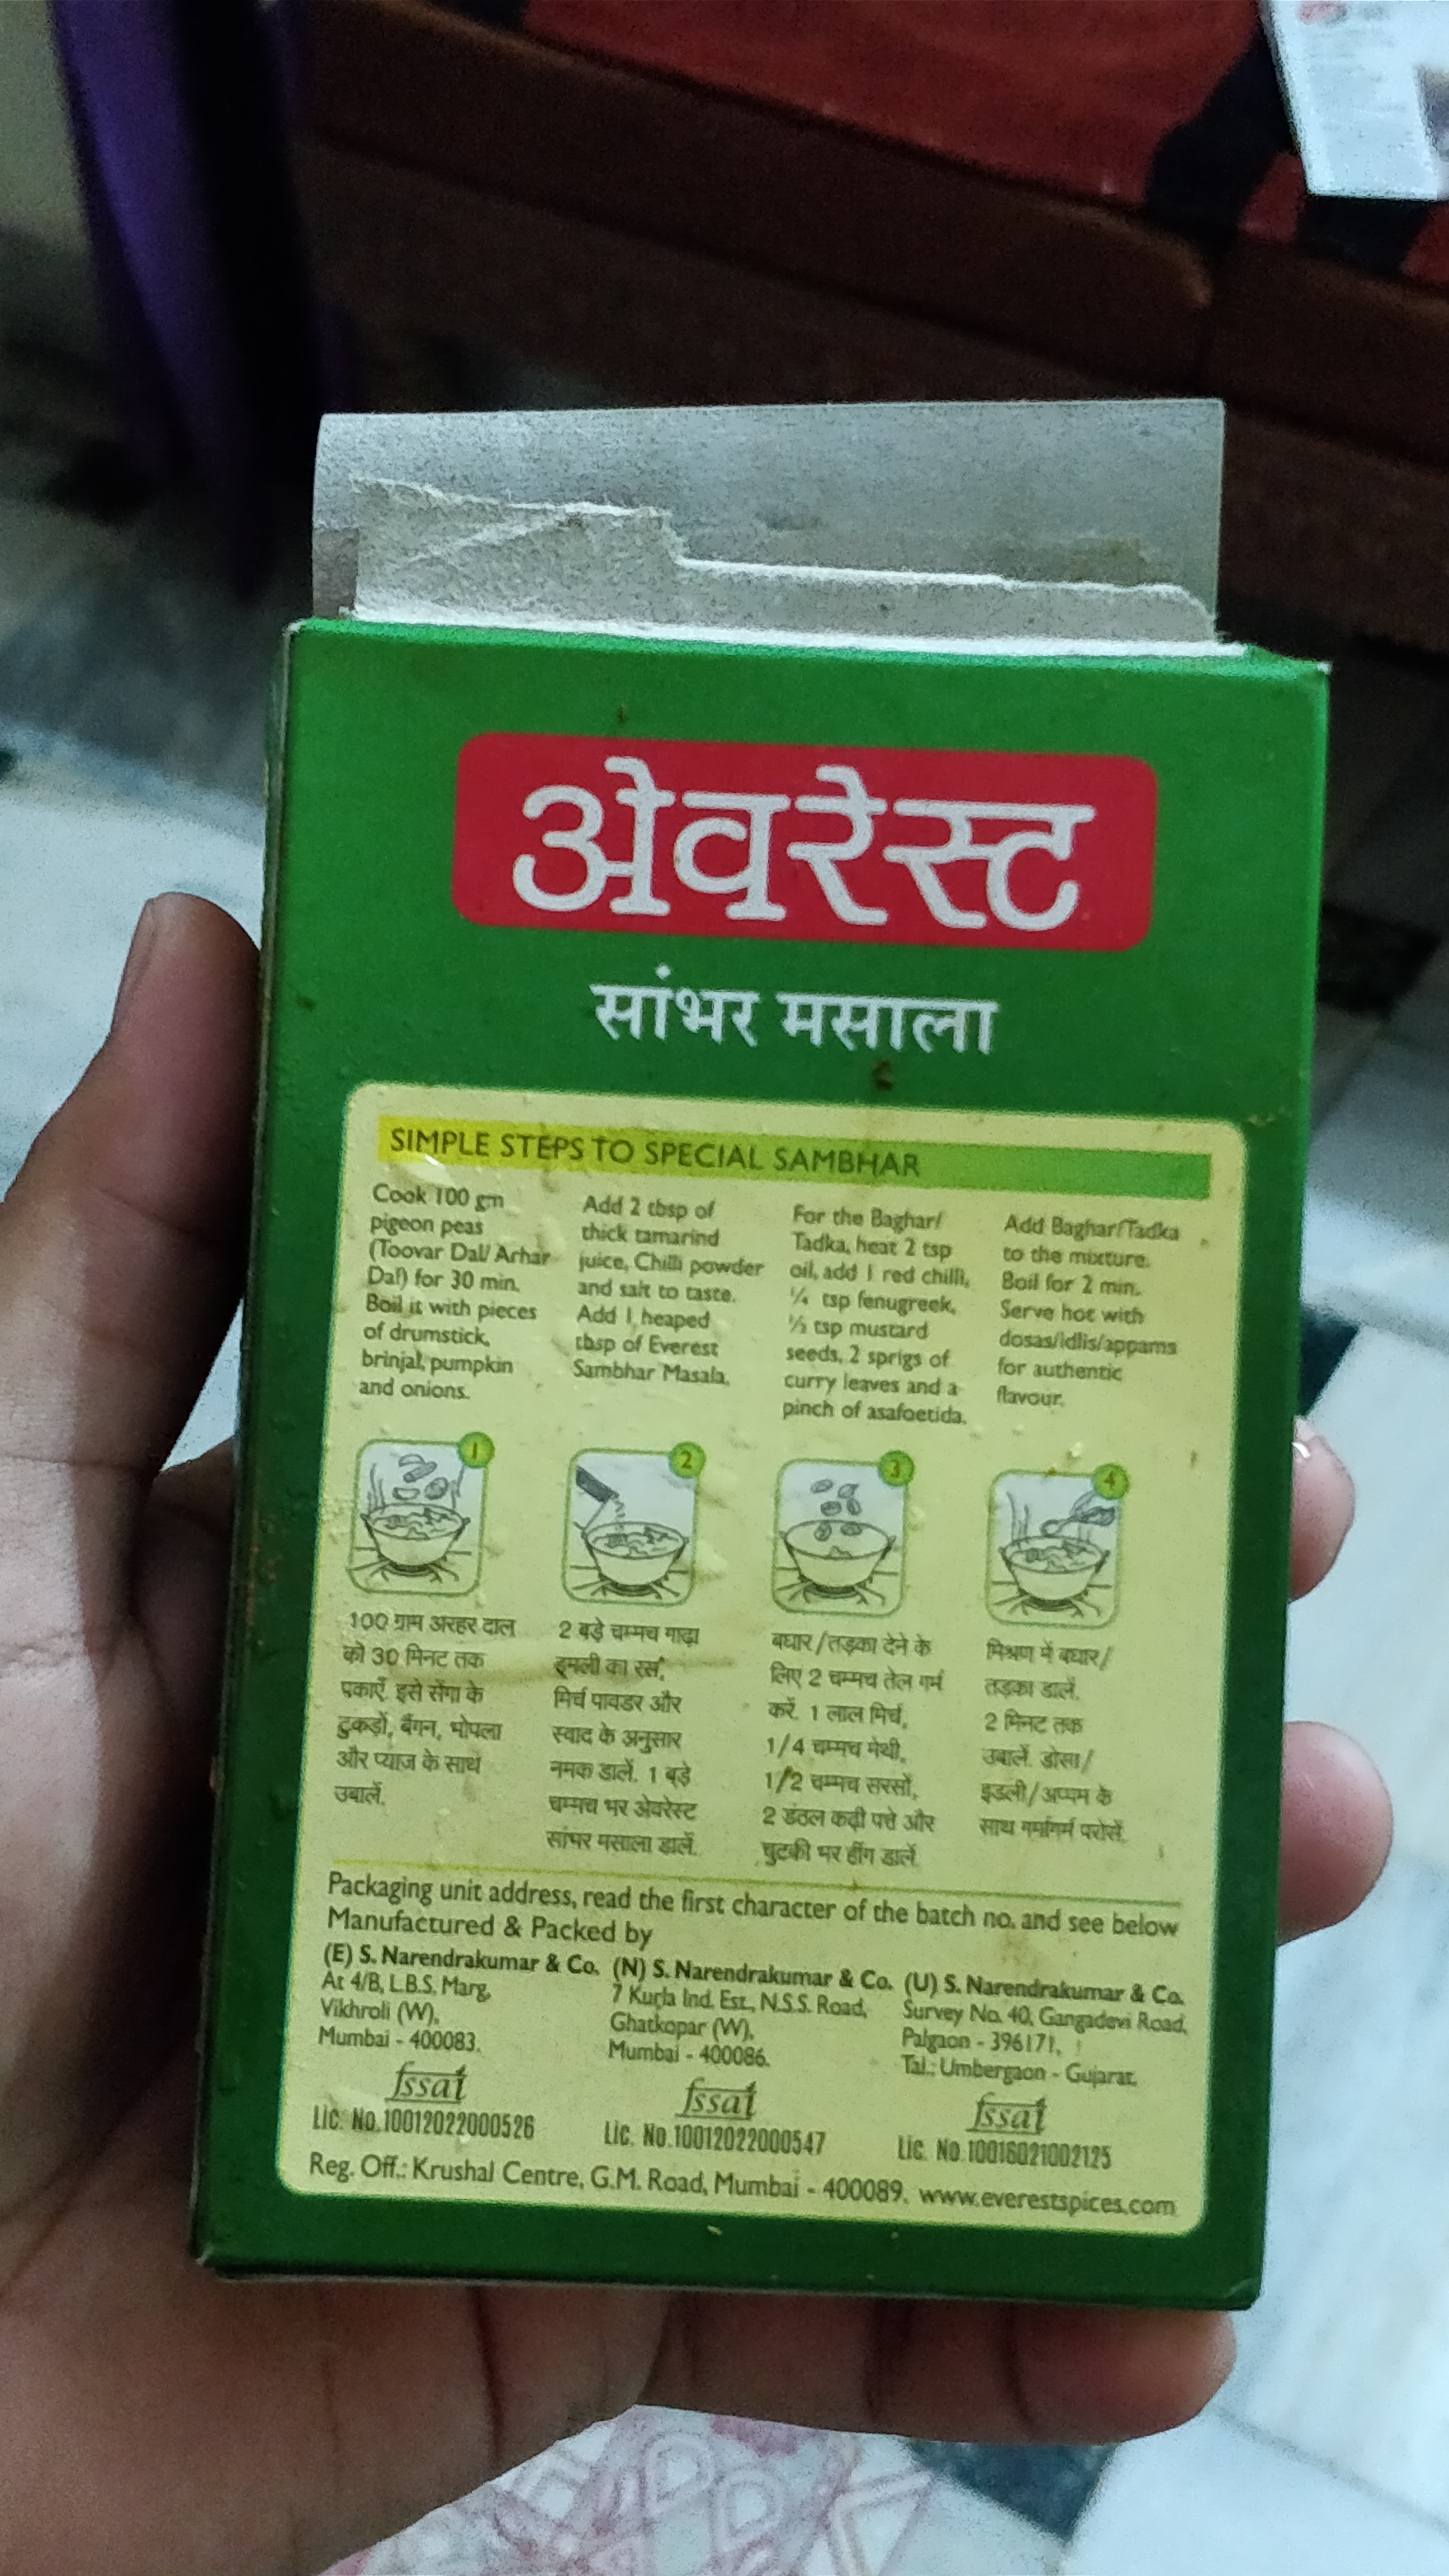 अेवरेस्ट
सांभर मसाला
SIMPLE STEPS TO SPECIAL SAMBHAR
Cook 100 gm
pigeon peas
(Toovar Dal/ Arhar
Dal) for 30 min.
Boil it with pieces
of drumstick,
brinjal, pumpkin
and onions.
Add 2 tbsp of
thick tamarind
juice, Chilli powder
and salt to taste.
Add 1 heaped
tbsp of Everest
Sambhar Masala.
For the Baghar/
Tadka, heat 2 tsp
oil, add 1 red chilli,
¼ tsp fenugreek,
½ tsp mustard
seeds, 2 sprigs of
curry leaves and a
pinch of asafoetida.
Add Baghar/Tadka
to the mixture.
Boil for 2 min.
Serve hot with
dosas/idlis/appams
for authentic
flavour.
1
2
3
4
100 ग्राम अरहर दाल
को 30 मिनट तक
पकाएँ. इसे सेंगा के
टुकड़ों, बैंगन, भोपला
और प्याज के साथ
उबालें.
2 बड़े चम्मच गाढ़ा
इमली का रस,
मिर्च पावडर और
स्वाद के अनुसार
नमक डालें. 1 बड़े
चम्मच भर अेवरेस्ट
सांभर मसाला डालें.
बघार/तड़का देने के
लिए 2 चम्मच तेल गर्म
करें. 1 लाल मिर्च,
1/4 चम्मच मेथी,
1/2 चम्मच सरसों,
2 डंठल कढ़ी पत्ते और
चुटकी भर हींग डालें.
मिश्रण में बघार/
तड़का डालें.
2 मिनट तक
उबालें. डोसा/
इडली/अप्पम के
साथ गर्मागर्म परोसें.
Packaging unit address, read the first character of the batch no. and see below
Manufactured & Packed by
(E) S. Narendrakumar & Co.
At 4/B, L.B.S. Marg,
Vikhroli (W),
Mumbai - 400083.
fssai
Lic. No.10012022000526
(N) S. Narendrakumar & Co.
7 Kurla Ind. Est., N.S.S. Road,
Ghatkopar (W),
Mumbai - 400086.
fssai
Lic. No.10012022000547
(U) S. Narendrakumar & Co.
Survey No. 40, Gangadevi Road,
Palgaon - 396171,
Tal.: Umbergaon - Gujarat.
fssai
Lic. No.10016021002125
Reg. Off.: Krushal Centre, G.M. Road, Mumbai - 400089. www.everestspices.com